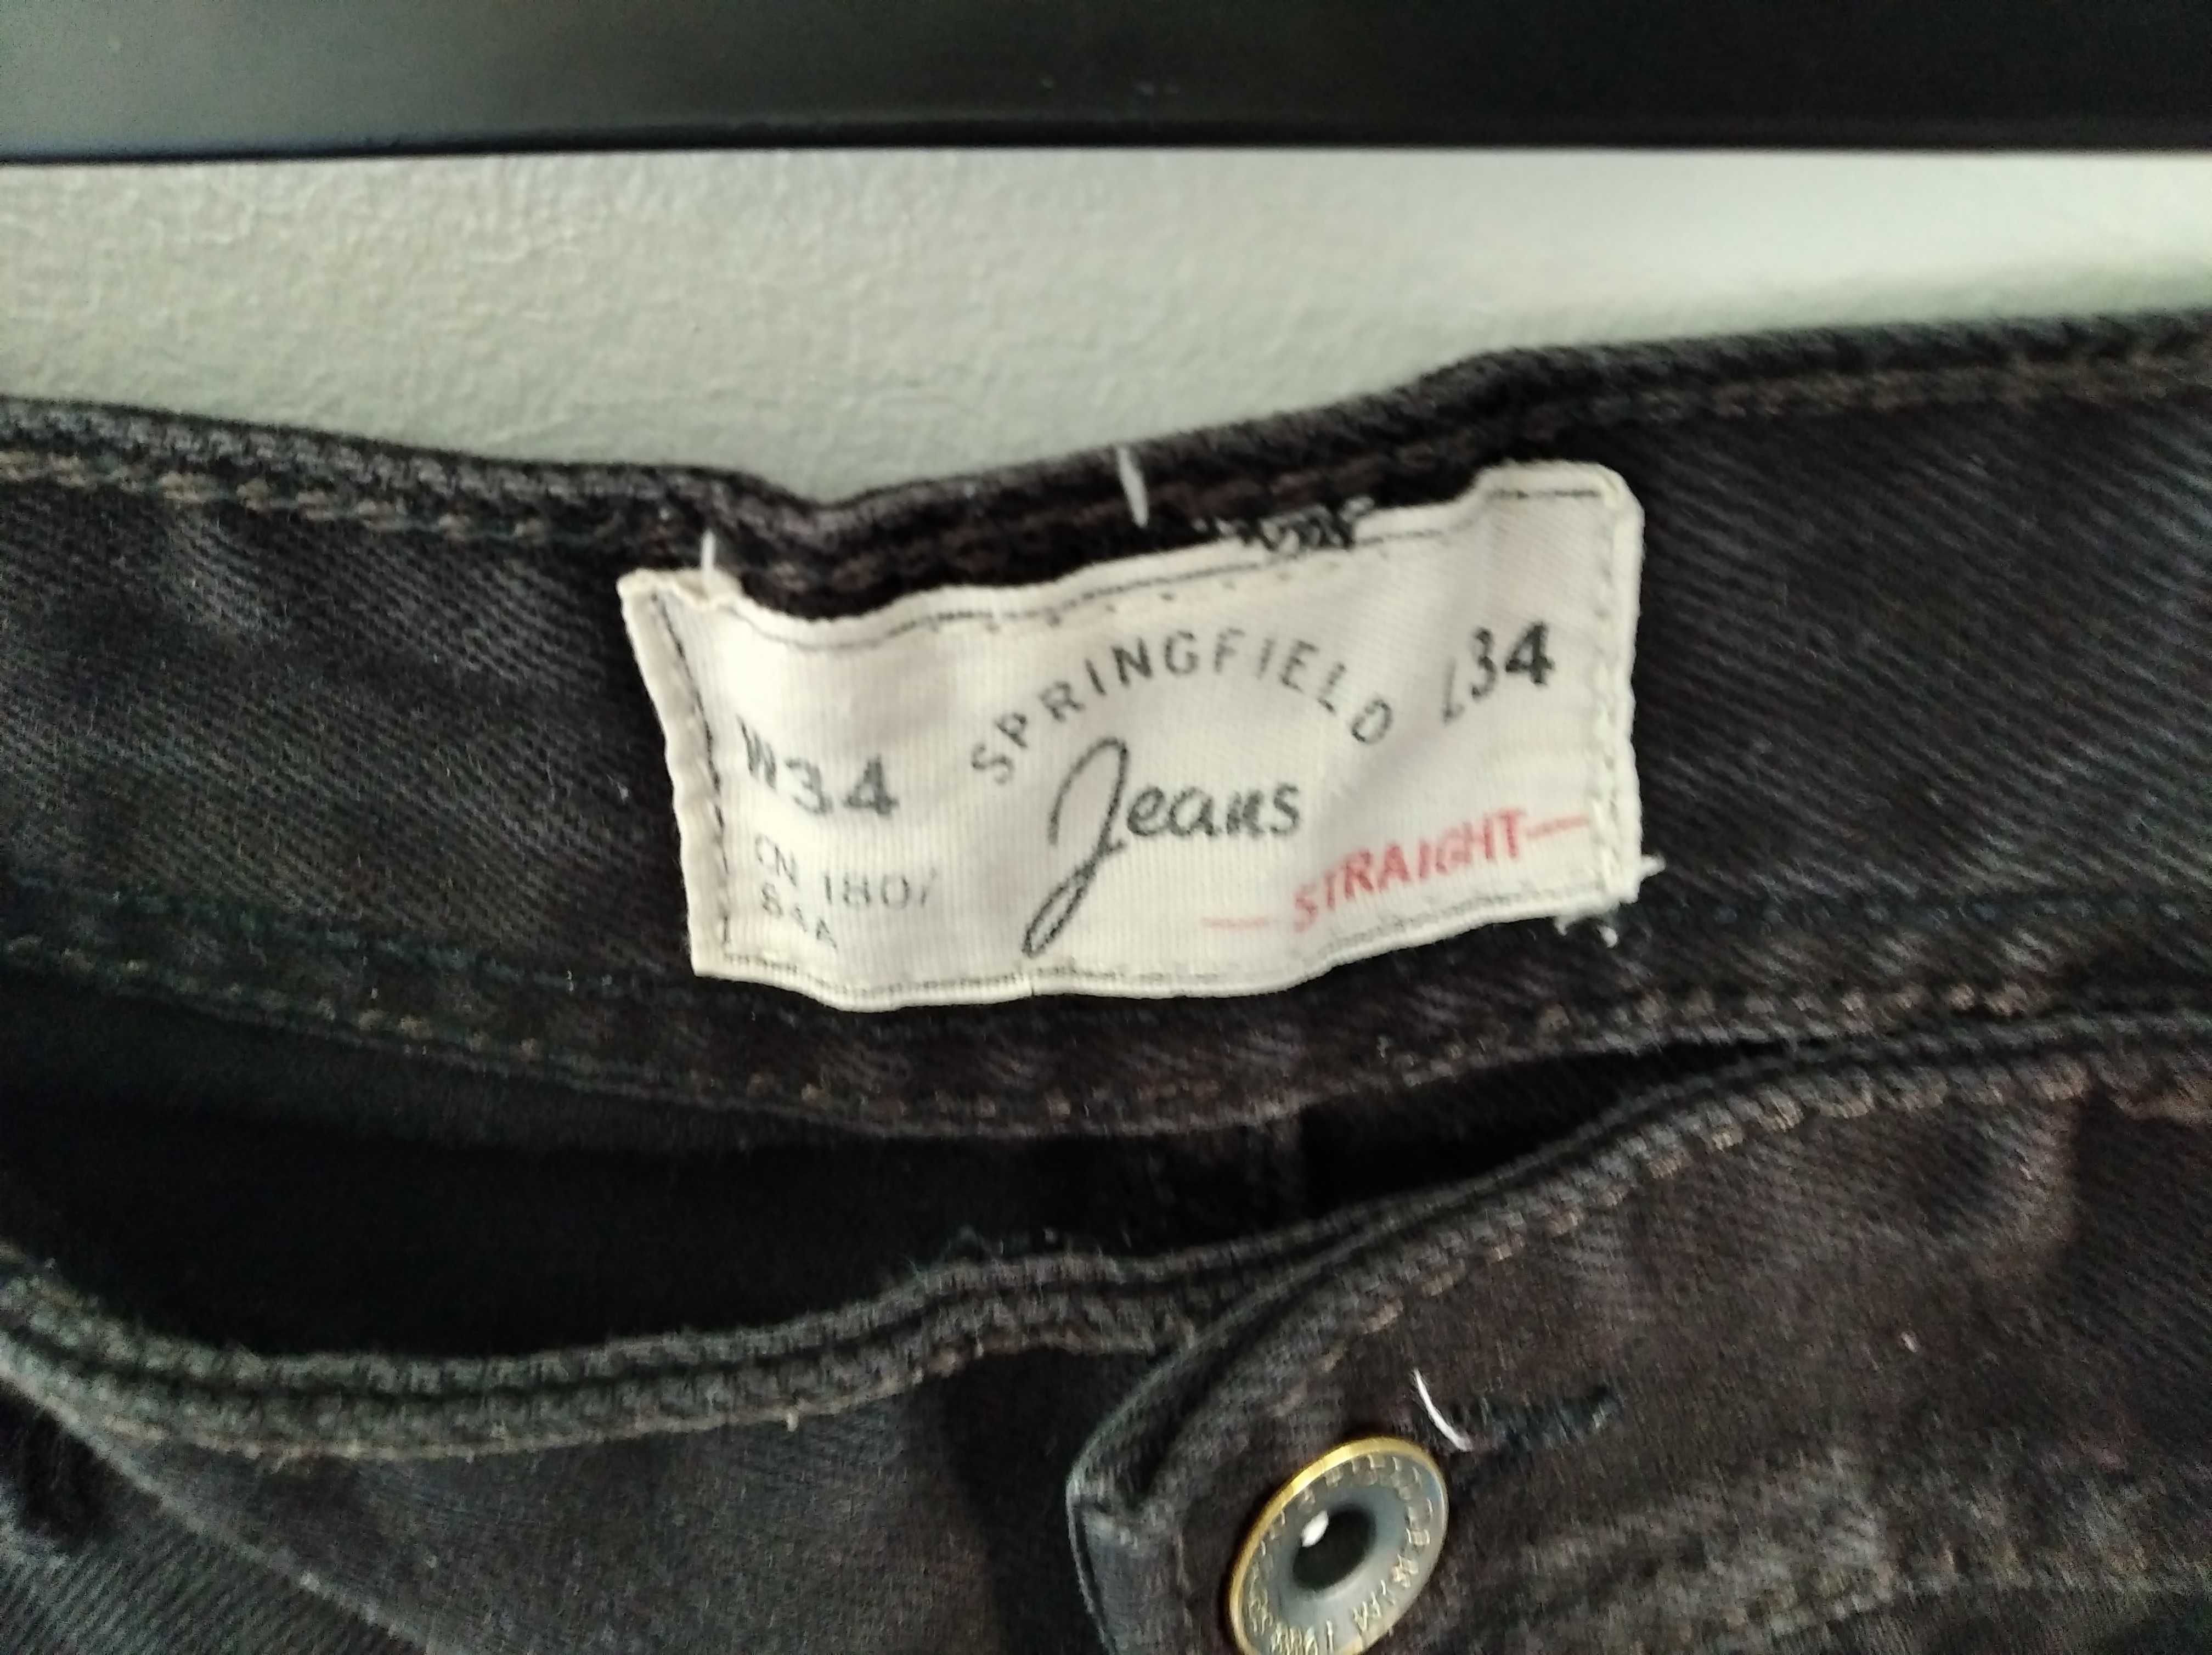 SPRINGFIELD
L34
W34
Jeans
CN 180/
84A
STRAIGHT